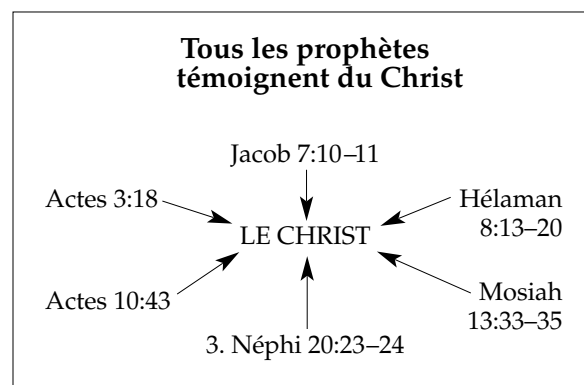 Tous les prophètes
témoignent du Christ
Jacob 7:10–11
Actes 3:18
Hélaman
8:13–20
LE CHRIST
Actes 10:43
Mosiah
13:33–35
3. Néphi 20:23–24